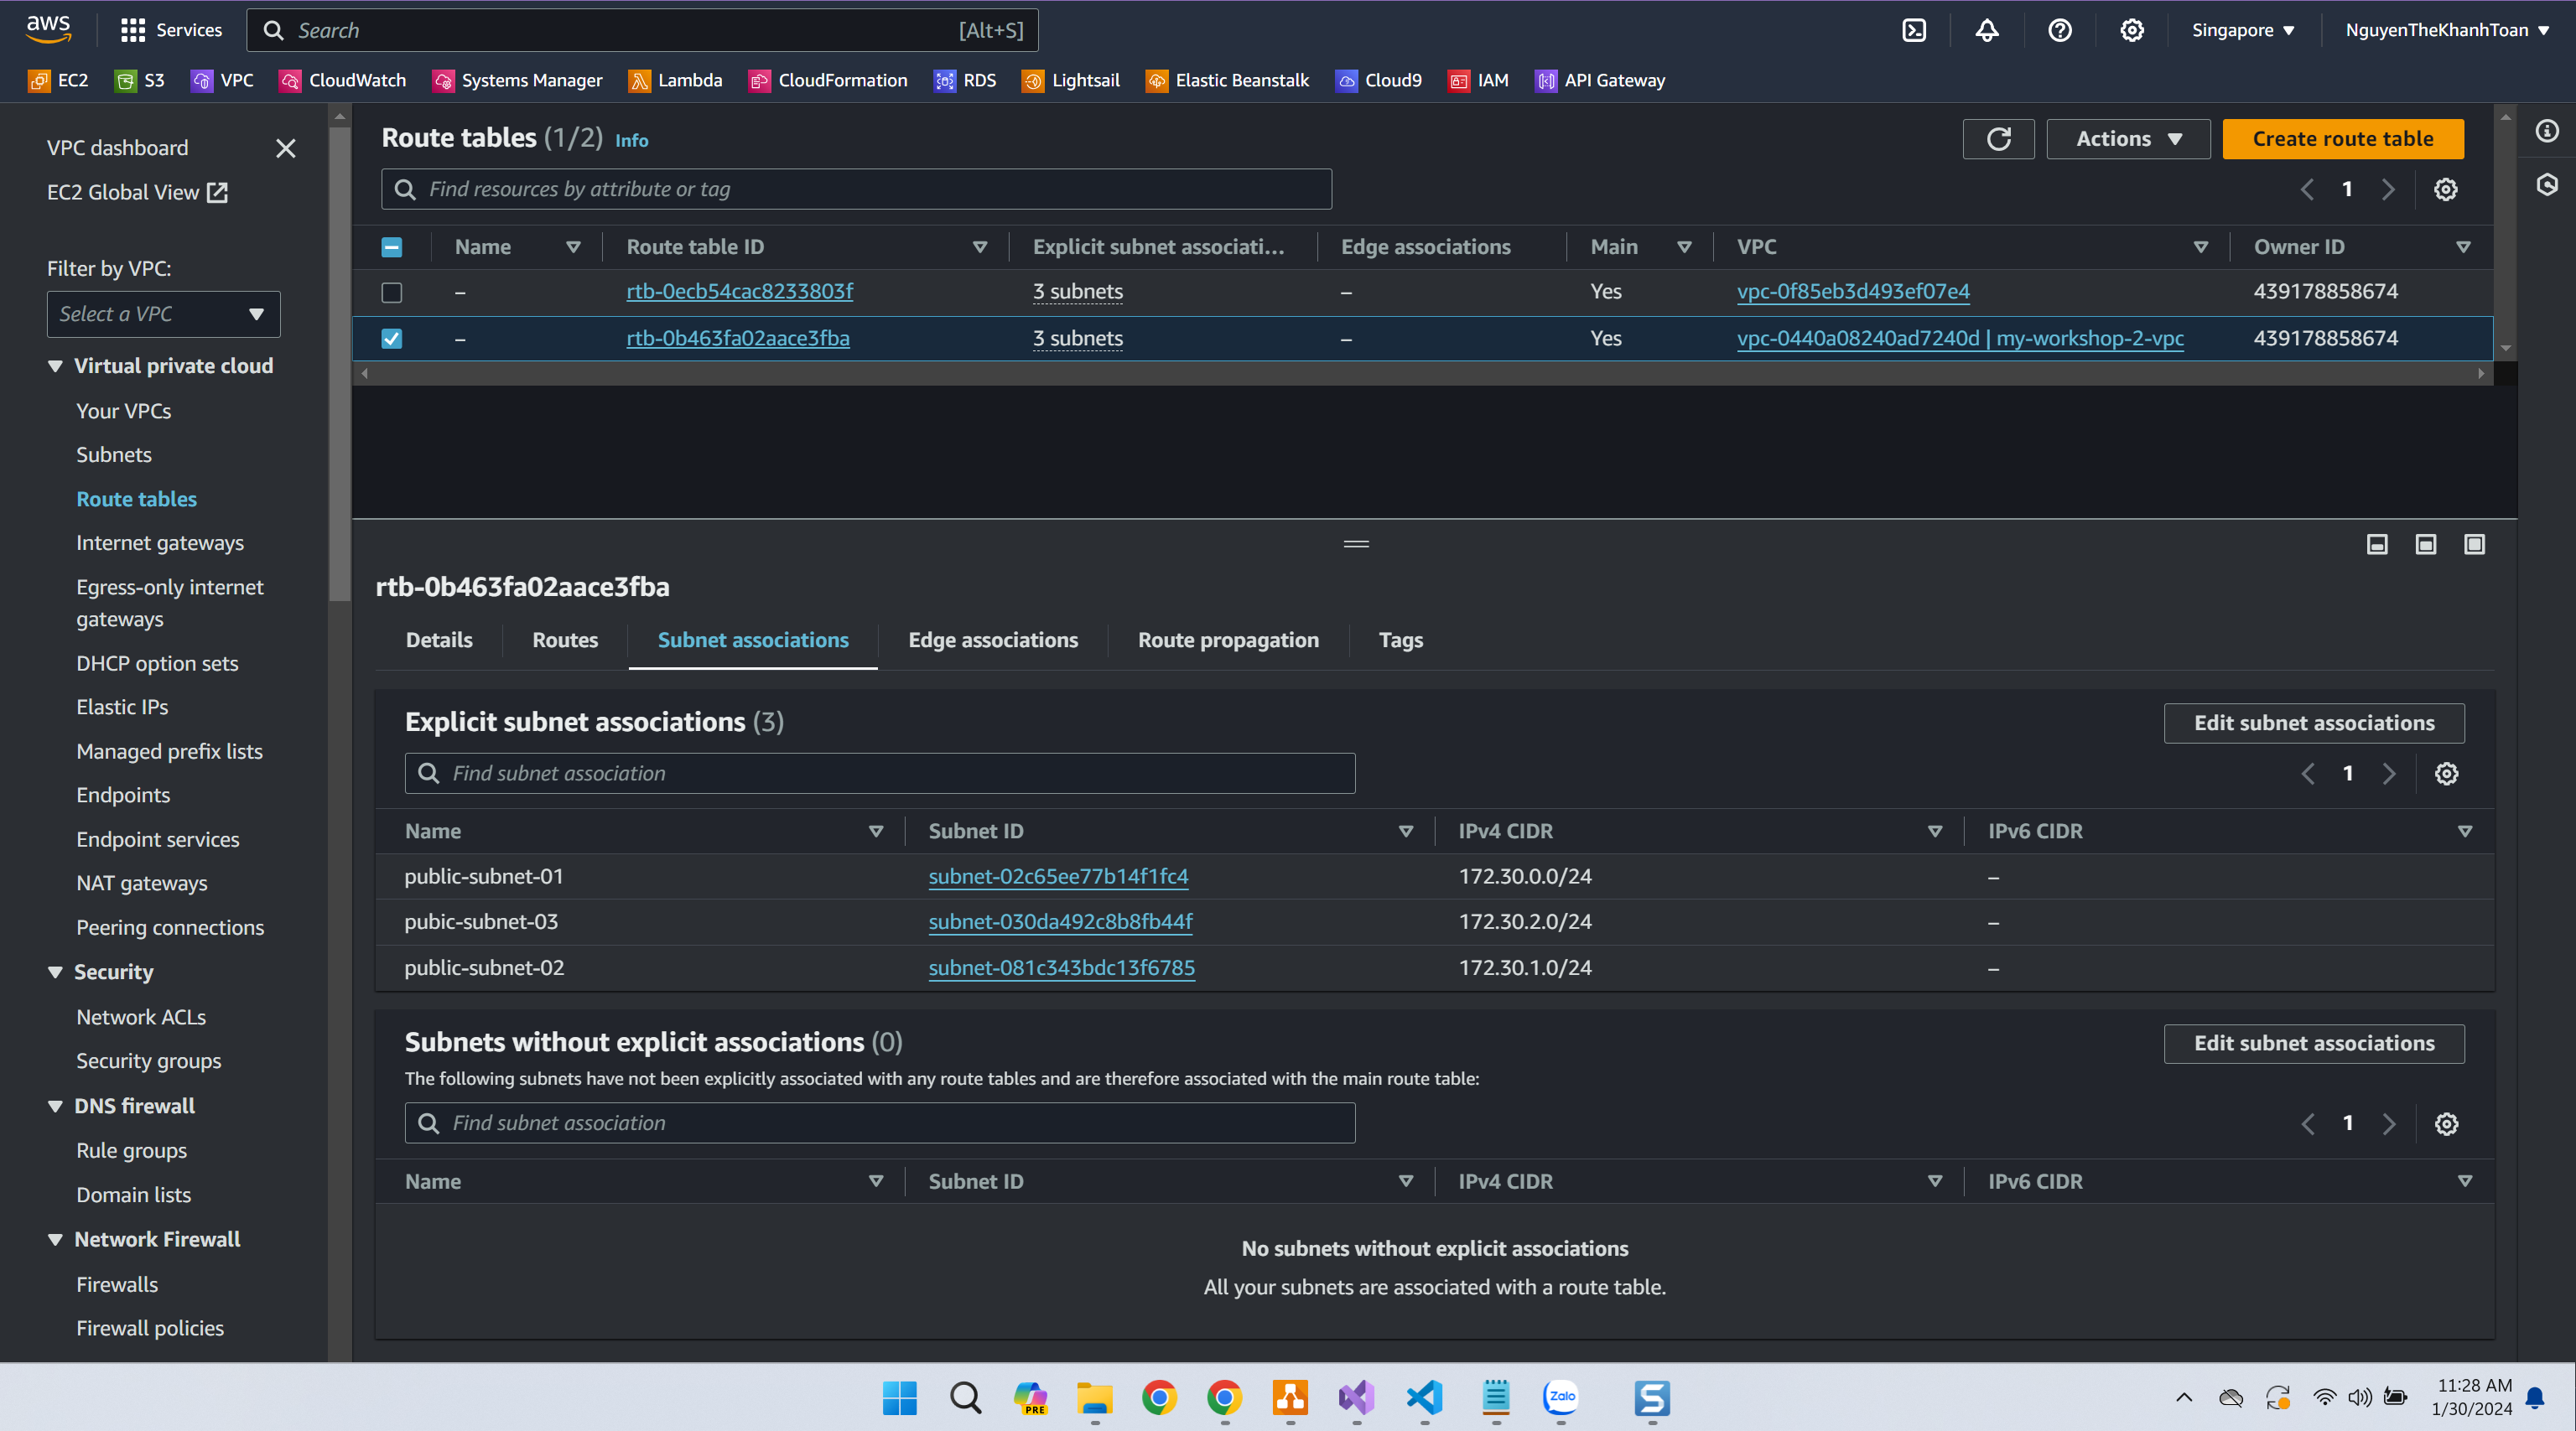 aws Services Search [Alt+S] Singapore NguyenTheKhanhToan
EC2 S3 VPC CloudWatch Systems Manager Lambda CloudFormation RDS Lightsail Elastic Beanstalk Cloud9 IAM API Gateway
VPC dashboard
EC2 Global View
Filter by VPC:
Select a VPC
Virtual private cloud
Your VPCs
Subnets
Route tables
Internet gateways
Egress-only internet
gateways
DHCP option sets
Elastic IPs
Managed prefix lists
Endpoints
Endpoint services
NAT gateways
Peering connections
Security
Network ACLs
Security groups
DNS firewall
Rule groups
Domain lists
Network Firewall
Firewalls
Firewall policies
Route tables (1/2) Info
Actions Create route table
Find resources by attribute or tag
1
Name Route table ID Explicit subnet associati... Edge associations Main VPC Owner ID
– rtb-0ecb54cac8233803f 3 subnets – Yes vpc-0f85eb3d493ef07e4 439178858674
– rtb-0b463fa02aace3fba 3 subnets – Yes vpc-0440a08240ad7240d | my-workshop-2-vpc 439178858674
rtb-0b463fa02aace3fba
Details Routes Subnet associations Edge associations Route propagation Tags
Explicit subnet associations (3)
Edit subnet associations
Find subnet association
1
Name Subnet ID IPv4 CIDR IPv6 CIDR
public-subnet-01 subnet-02c65ee77b14f1fc4 172.30.0.0/24 –
pubic-subnet-03 subnet-030da492c8b8fb44f 172.30.2.0/24 –
public-subnet-02 subnet-081c343bdc13f6785 172.30.1.0/24 –
Subnets without explicit associations (0)
Edit subnet associations
The following subnets have not been explicitly associated with any route tables and are therefore associated with the main route table:
Find subnet association
1
Name Subnet ID IPv4 CIDR IPv6 CIDR
No subnets without explicit associations
All your subnets are associated with a route table.
PRE
Zalo
S
11:28 AM
1/30/2024